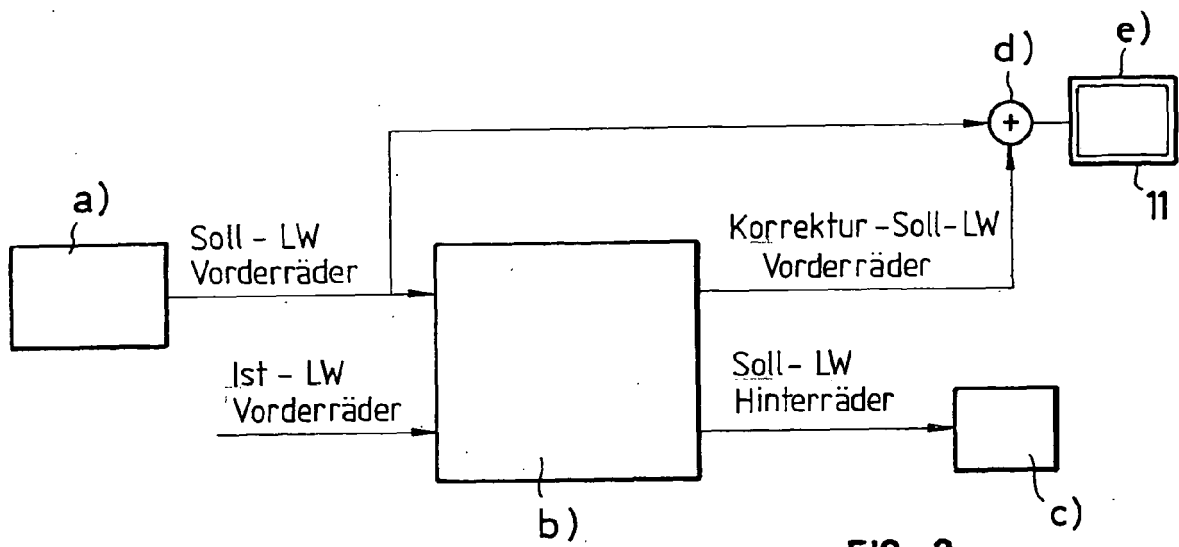 e)
d)
+
11
a)
Soll - LW
Vorderräder
Korrektur-Soll-LW
Vorderräder
Ist - LW
Vorderräder
Soll - LW
Hinterräder
b)
c)